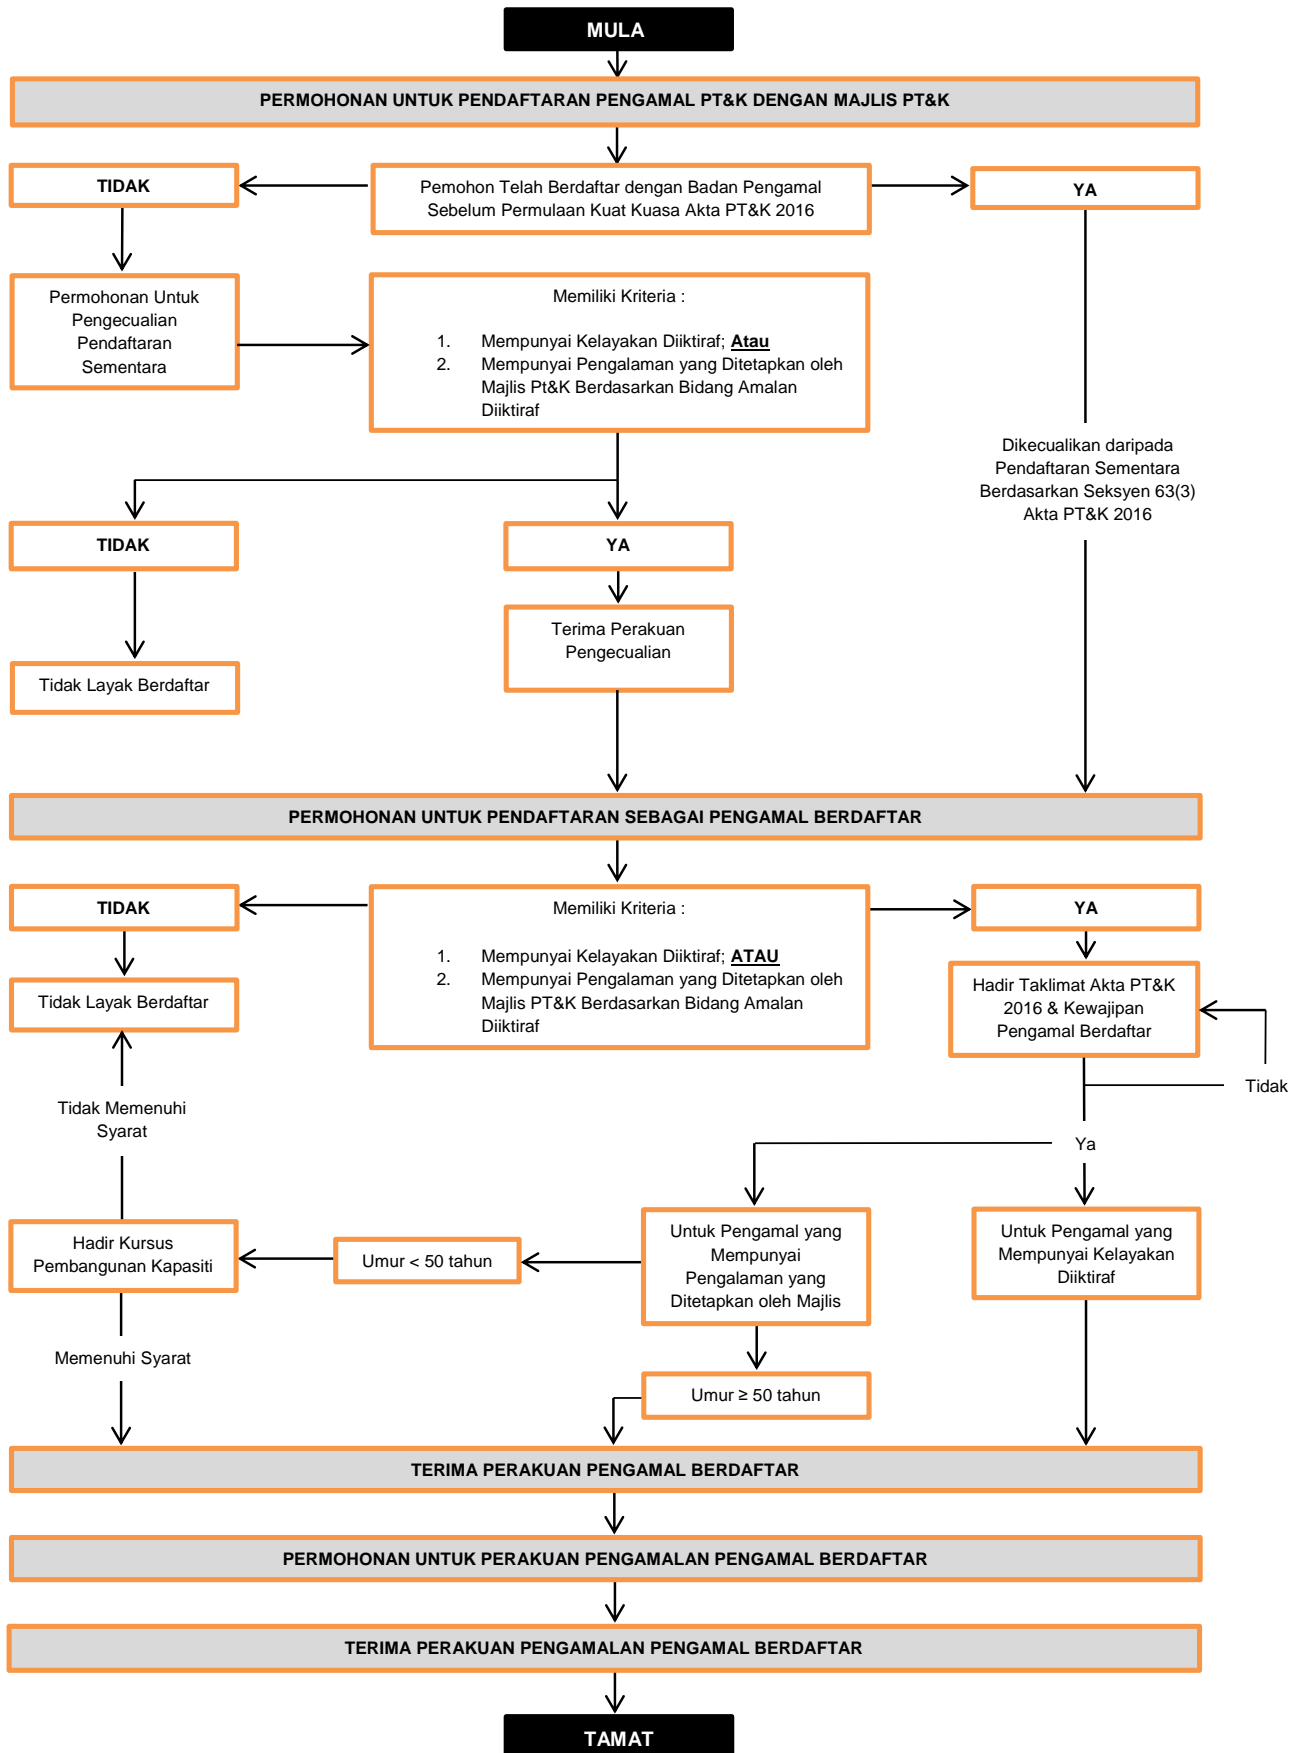 MULA
PERMOHONAN UNTUK PENDAFTARAN PENGAMAL PT&K DENGAN MAJLIS PT&K
TIDAK
Pemohon Telah Berdaftar dengan Badan Pengamal
Sebelum Permulaan Kuat Kuasa Akta PT&K 2016
YA
Permohonan Untuk
Pengecualian
Pendaftaran
Sementara
Memiliki Kriteria :
1. Mempunyai Kelayakan Diiktiraf; Atau
2. Mempunyai Pengalaman yang Ditetapkan oleh
Majlis Pt&K Berdasarkan Bidang Amalan
Diiktiraf
Dikecualikan daripada
Pendaftaran Sementara
Berdasarkan Seksyen 63(3)
Akta PT&K 2016
TIDAK
YA
Terima Perakuan
Pengecualian
Tidak Layak Berdaftar
PERMOHONAN UNTUK PENDAFTARAN SEBAGAI PENGAMAL BERDAFTAR
TIDAK
Memiliki Kriteria :
1. Mempunyai Kelayakan Diiktiraf; ATAU
2. Mempunyai Pengalaman yang Ditetapkan oleh
Majlis PT&K Berdasarkan Bidang Amalan
Diiktiraf
YA
Tidak Layak Berdaftar
Hadir Taklimat Akta PT&K
2016 & Kewajipan
Pengamal Berdaftar
Tidak
Tidak Memenuhi
Syarat
Ya
Hadir Kursus
Pembangunan Kapasiti
Umur < 50 tahun
Untuk Pengamal yang
Mempunyai
Pengalaman yang
Ditetapkan oleh Majlis
Untuk Pengamal yang
Mempunyai Kelayakan
Diiktiraf
Memenuhi Syarat
Umur ≥ 50 tahun
TERIMA PERAKUAN PENGAMAL BERDAFTAR
PERMOHONAN UNTUK PERAKUAN PENGAMALAN PENGAMAL BERDAFTAR
TERIMA PERAKUAN PENGAMALAN PENGAMAL BERDAFTAR
TAMAT